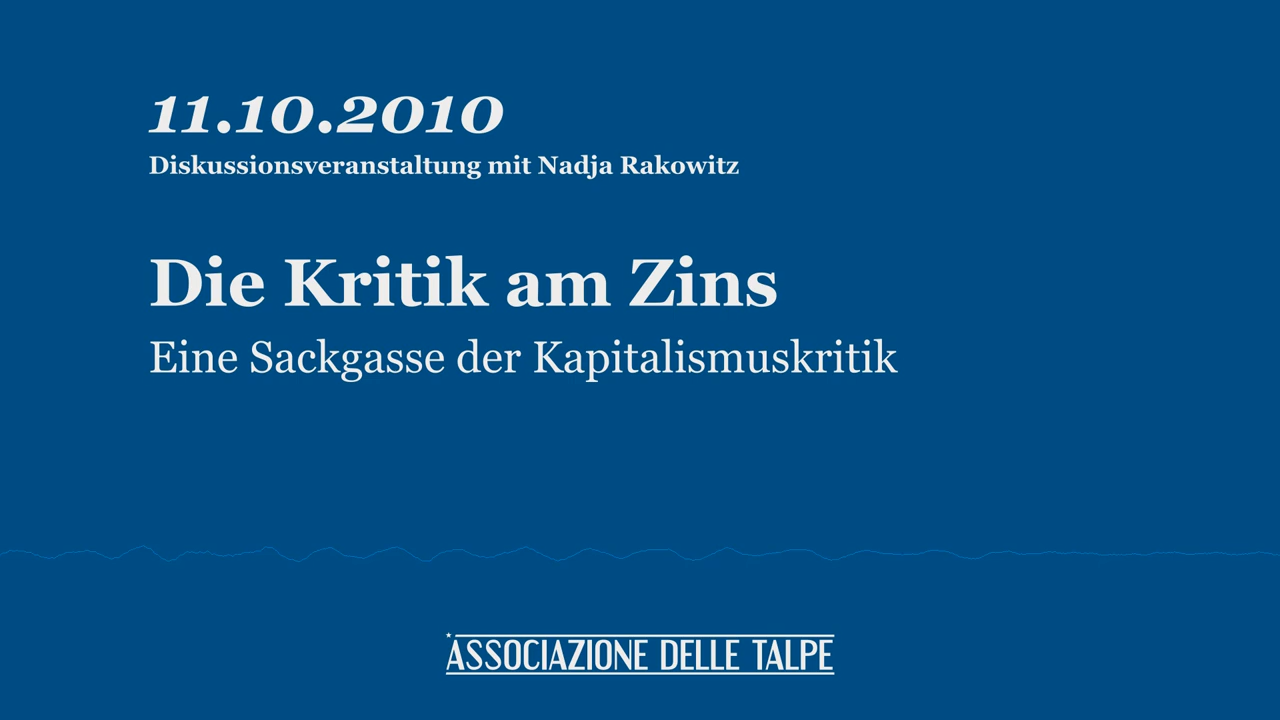 11.10.2010
Diskussionsveranstaltung mit Nadja Rakowitz
Die Kritik am Zins
Eine Sackgasse der Kapitalismuskritik
ASSOCIAZIONE DELLE TALPE